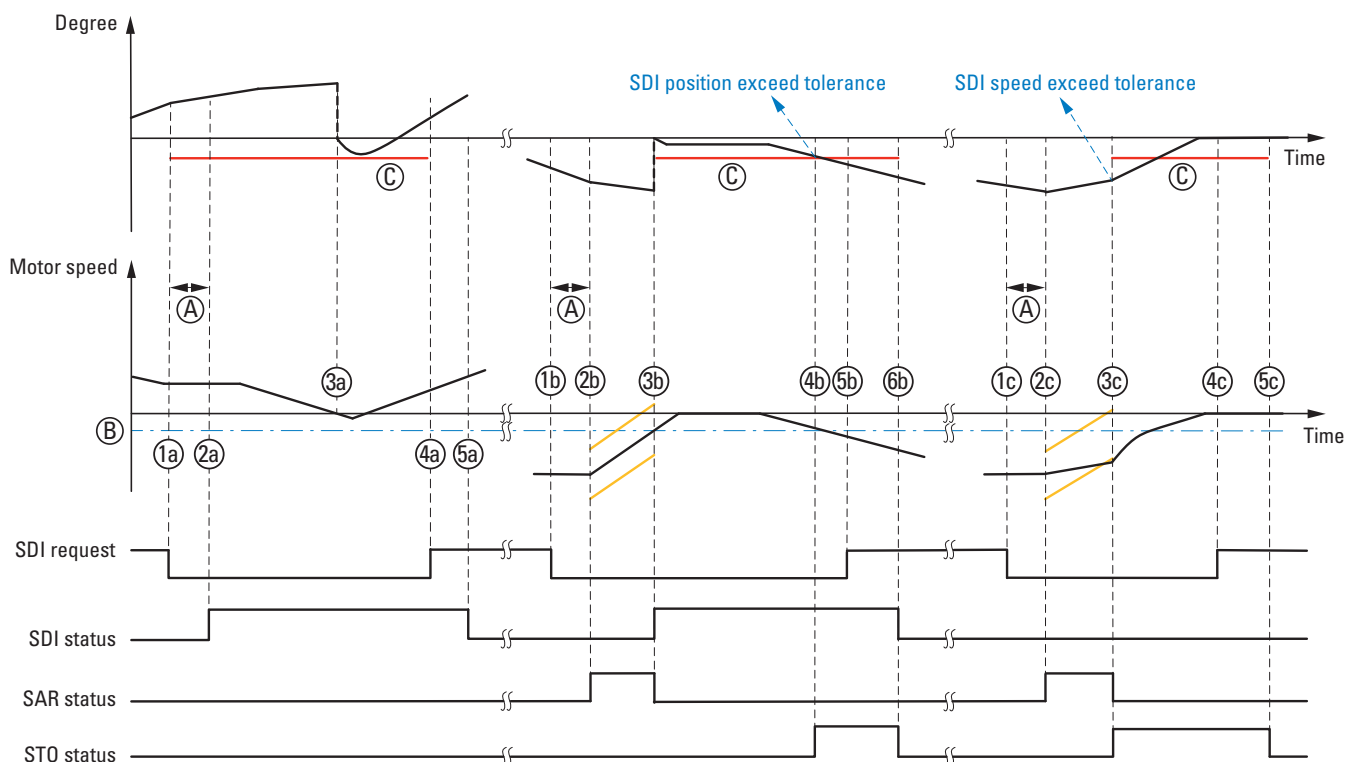 Degree
SDI position exceed tolerance
SDI speed exceed tolerance
Time
C
C
C
Motor speed
A
A
A
3a
1b
2b
3b
4b
5b
6b
1c
2c
3c
4c
5c
B
Time
1a
2a
4a
5a
SDI request
SDI status
SAR status
STO status